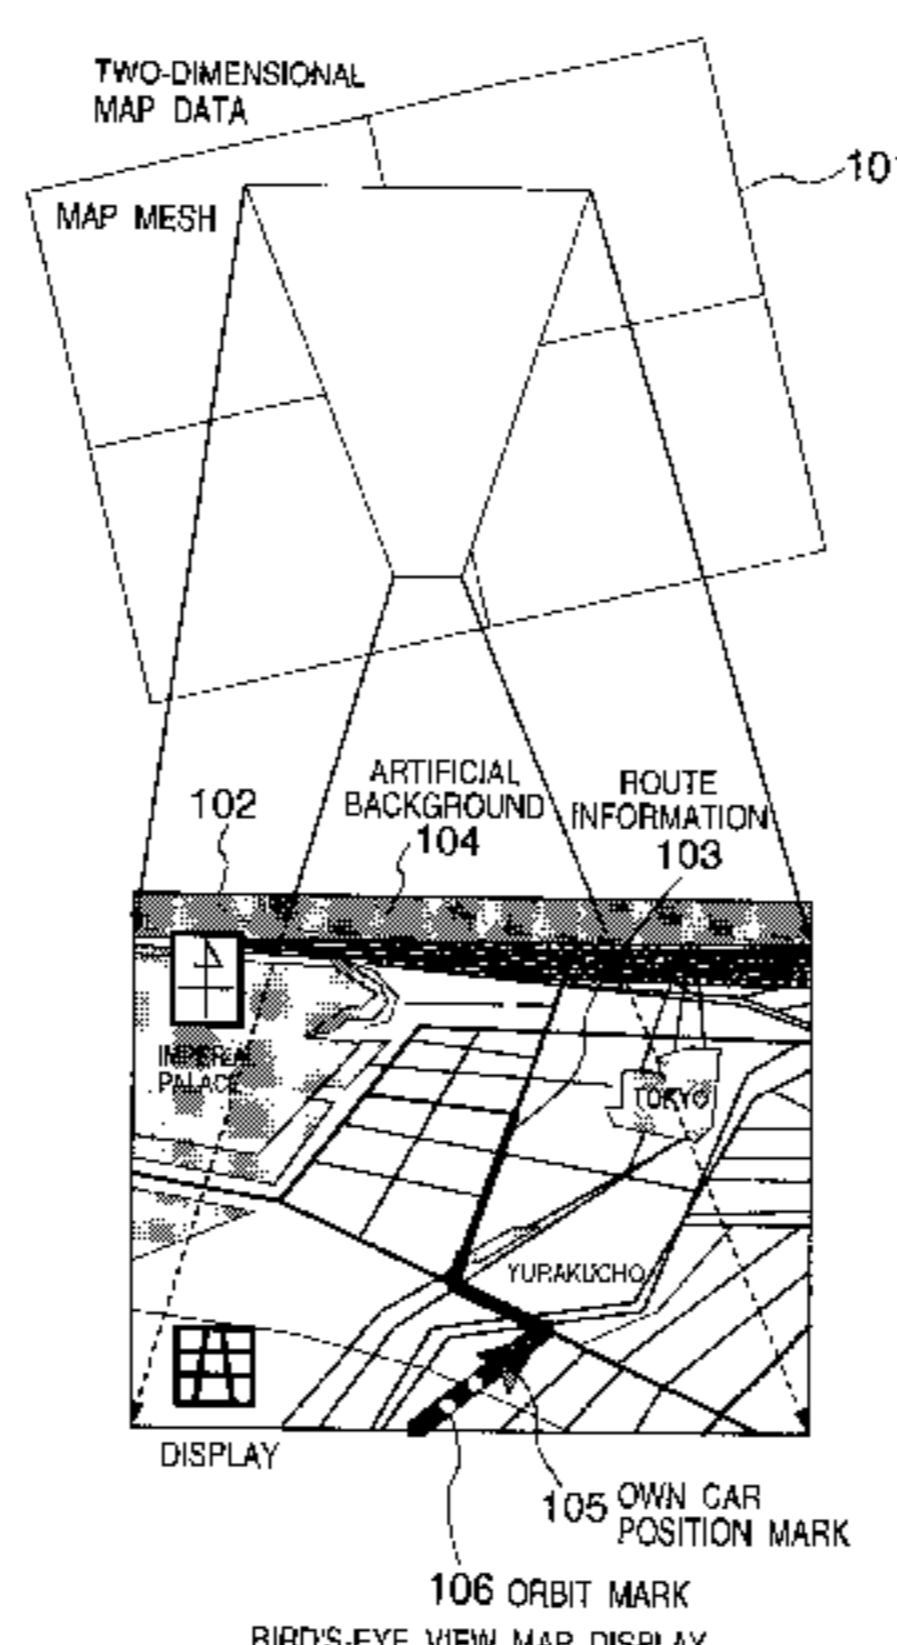 TWO-DIMENSIONAL
MAP DATA
101
MAP MESH
102
ARTIFICIAL
BACKGROUND
104
ROUTE
INFORMATION
103
IMPERIAL
PALACE
TOKYO
YURAKUCHO
DISPLAY
105 OWN CAR
POSITION MARK
106 ORBIT MARK
BIRD'S-EYE VIEW MAP DISPLAY